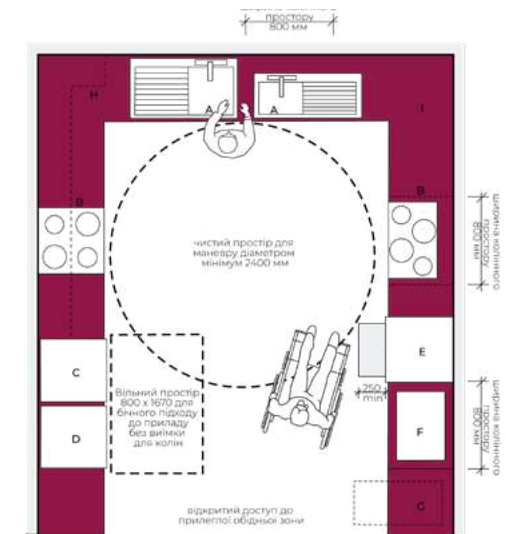 простору
800 мм
H
A
A
I
B
B
ширина колінного
простору
800 мм
чистий простір для
маневру діаметром
мінімум 2400 мм
C
E
250
min
Вільний простір
800 x 1670 для
бічного підходу
до приладу
без виїмки
для колін
D
F
ширина колінного
простору
800 мм
G
відкритий доступ до
прилеглої обідньої зони